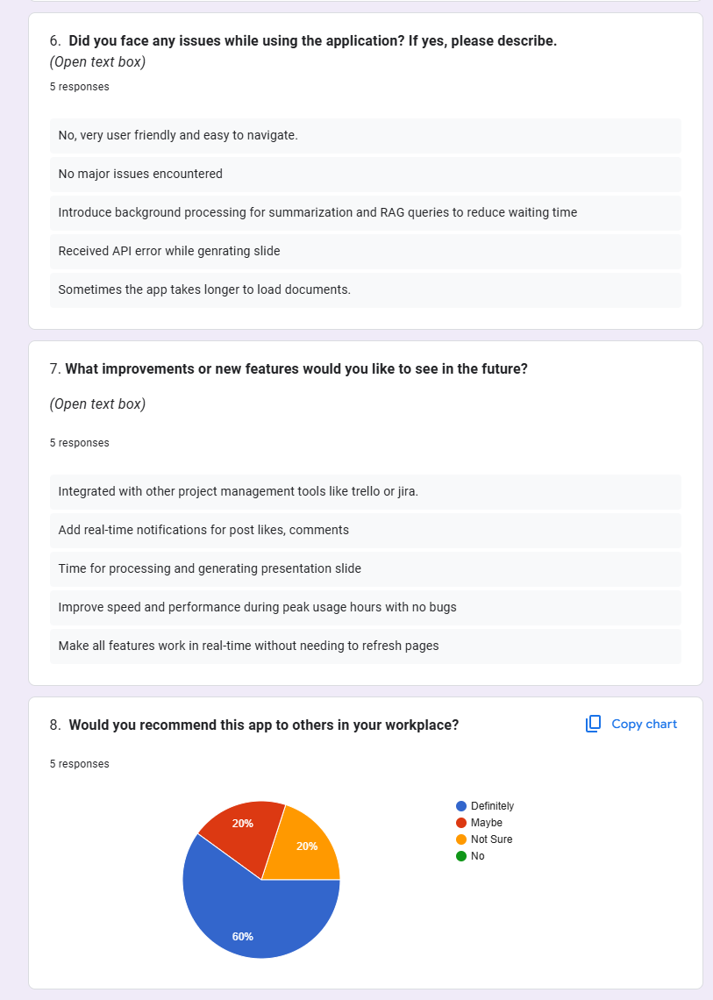 6. Did you face any issues while using the application? If yes, please describe.
(Open text box)
5 responses
No, very user friendly and easy to navigate.
No major issues encountered
Introduce background processing for summarization and RAG queries to reduce waiting time
Received API error while genrating slide
Sometimes the app takes longer to load documents.
7. What improvements or new features would you like to see in the future?
(Open text box)
5 responses
Integrated with other project management tools like trello or jira.
Add real-time notifications for post likes, comments
Time for processing and generating presentation slide
Improve speed and performance during peak usage hours with no bugs
Make all features work in real-time without needing to refresh pages
8. Would you recommend this app to others in your workplace?
Copy chart
5 responses
Definitely
Maybe
Not Sure
No
20%
20%
60%